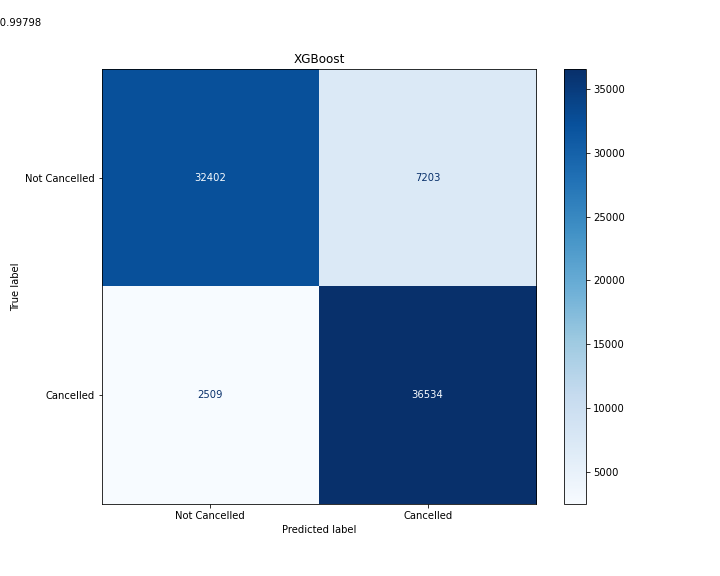 0.99798
XGBoost
35000
30000
Not Cancelled
32402
7203
25000
True label
20000
15000
Cancelled
2509
36534
10000
5000
Not Cancelled
Cancelled
Predicted label